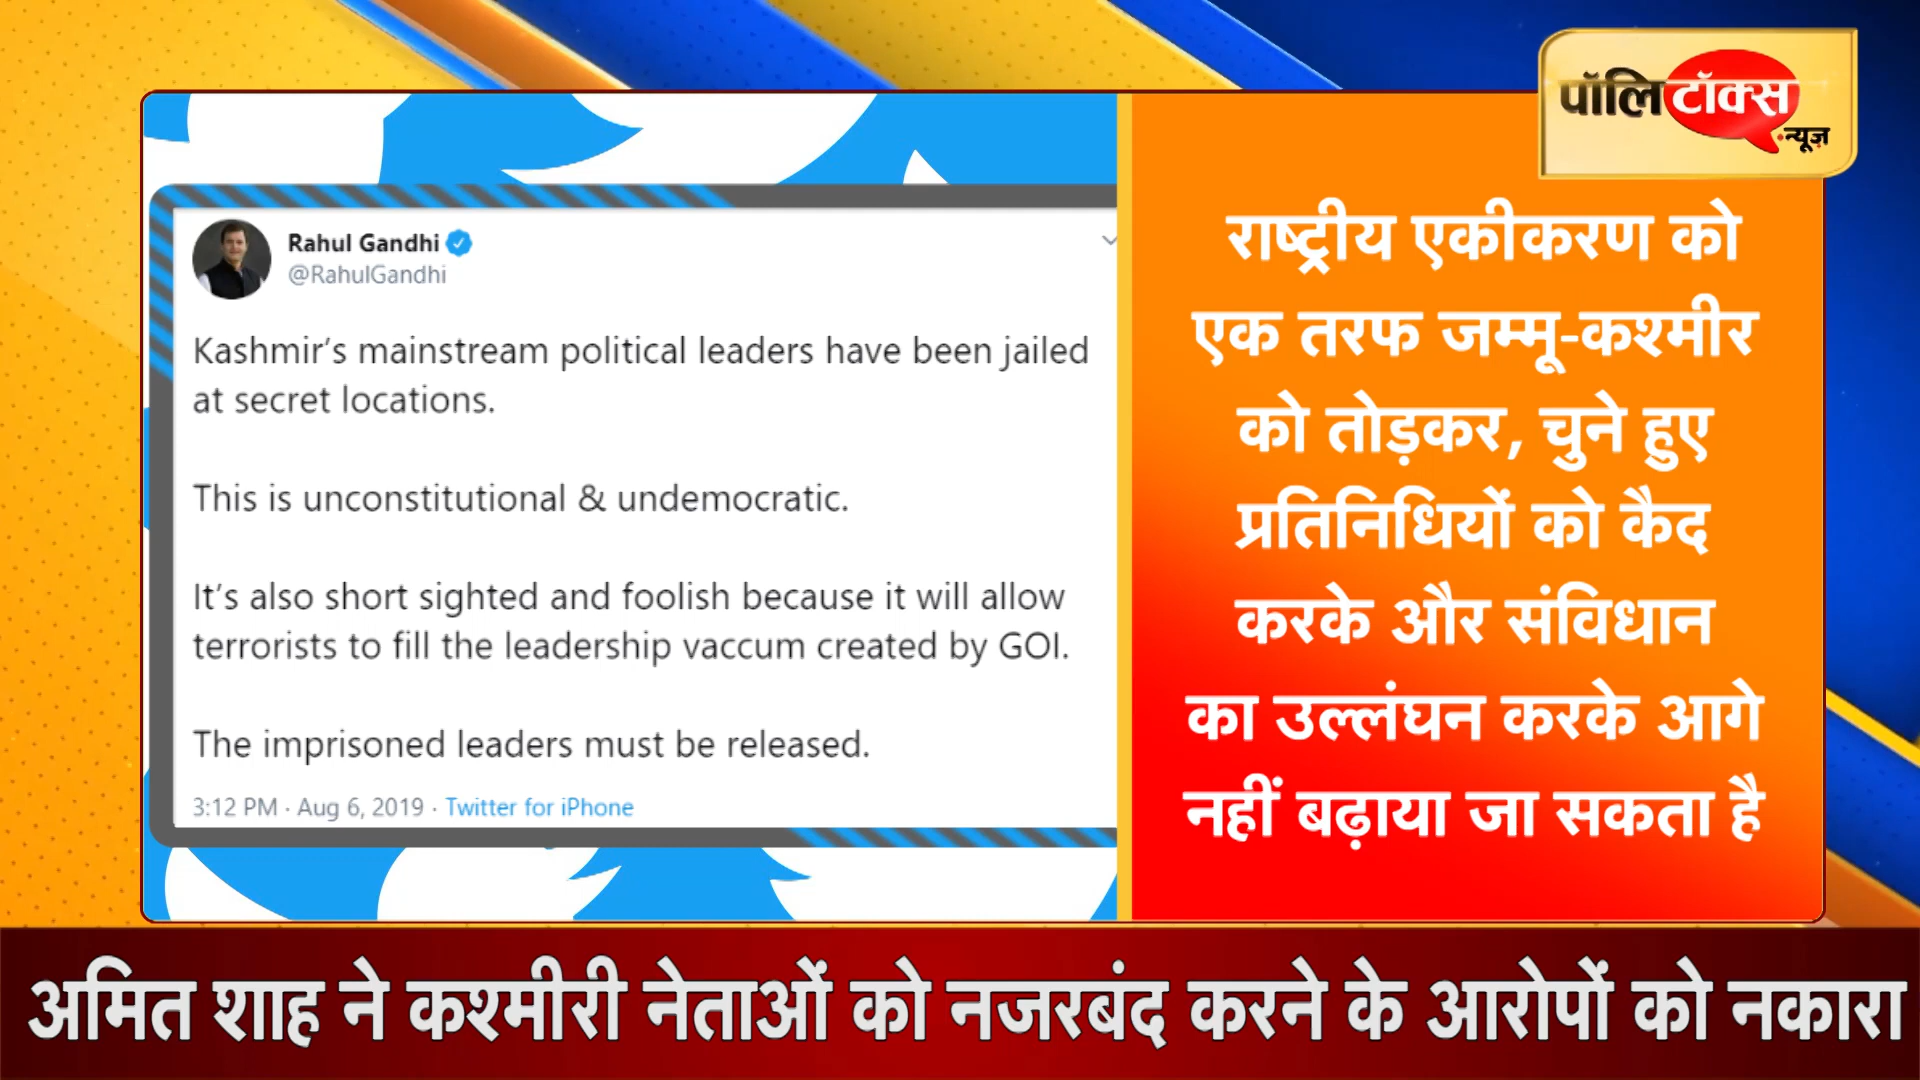 पॉलिटॉक्स
न्यूज़
Rahul Gandhi
@RahulGandhi
Kashmir's mainstream political leaders have been jailed
at secret locations.
This is unconstitutional & undemocratic.
It's also short sighted and foolish because it will allow
terrorists to fill the leadership vaccum created by GOI.
The imprisoned leaders must be released.
3:12 PM · Aug 6, 2019 · Twitter for iPhone
राष्ट्रीय एकीकरण को
एक तरफ जम्मू-कश्मीर
को तोड़कर, चुने हुए
प्रतिनिधियों को कैद
करके और संविधान
का उल्लंघन करके आगे
नहीं बढ़ाया जा सकता है
अमित शाह ने कश्मीरी नेताओं को नजरबंद करने के आरोपों को नकारा